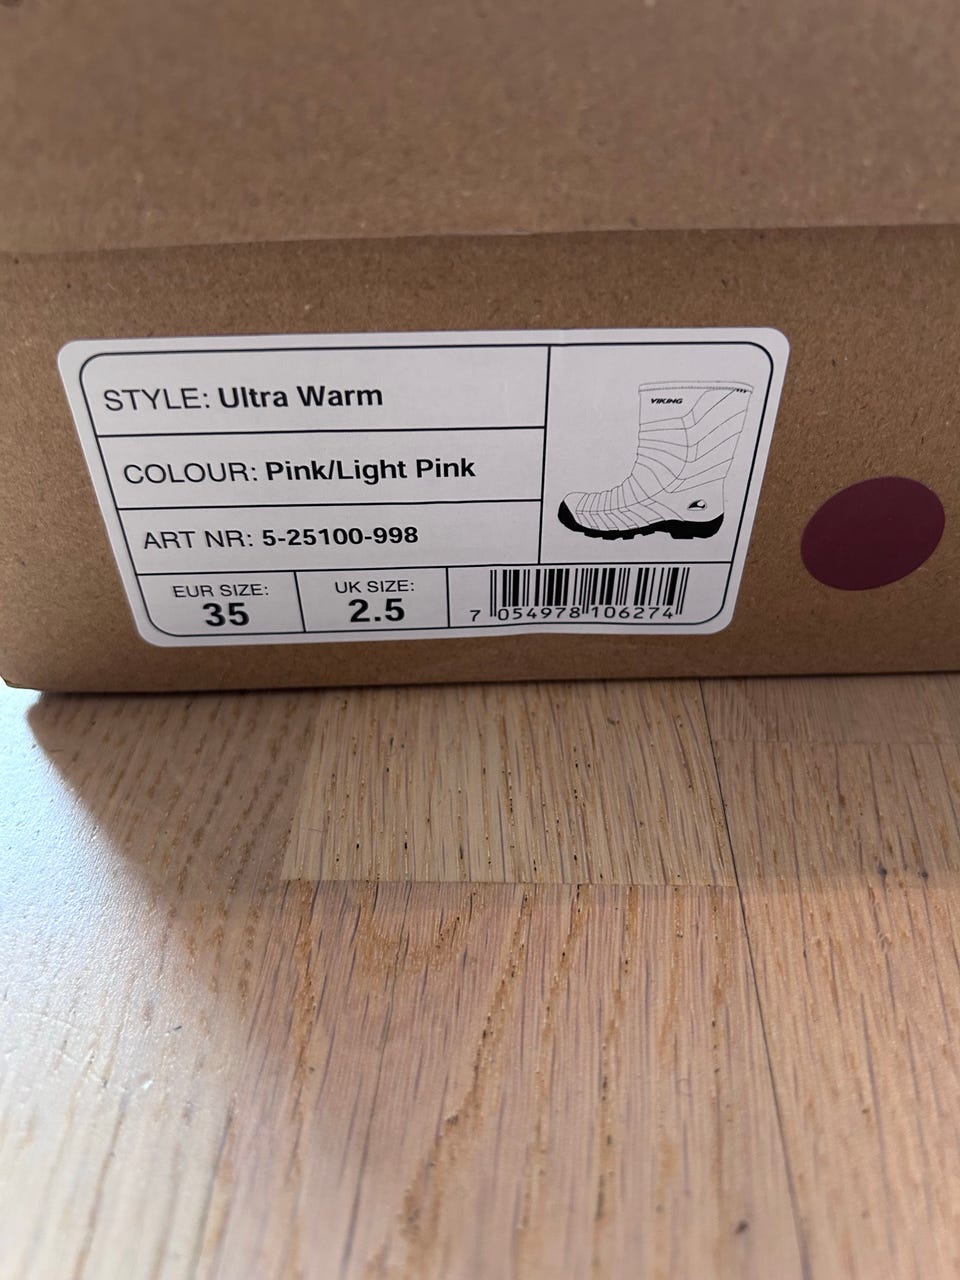 STYLE: Ultra Warm
COLOUR: Pink/Light Pink
ART NR: 5-25100-998
EUR SIZE:
35
UK SIZE:
2.5
7 054978 106274
VIKING